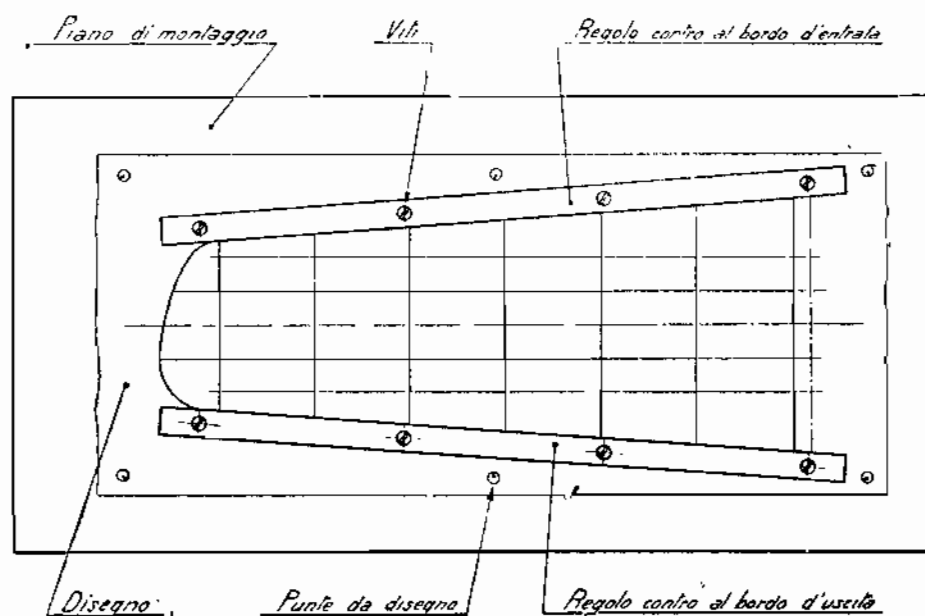 Piano di montaggio
Viti
Regolo contro al bordo d'entrata
Disegno
Punte da disegno
Regolo contro al bordo d'uscita